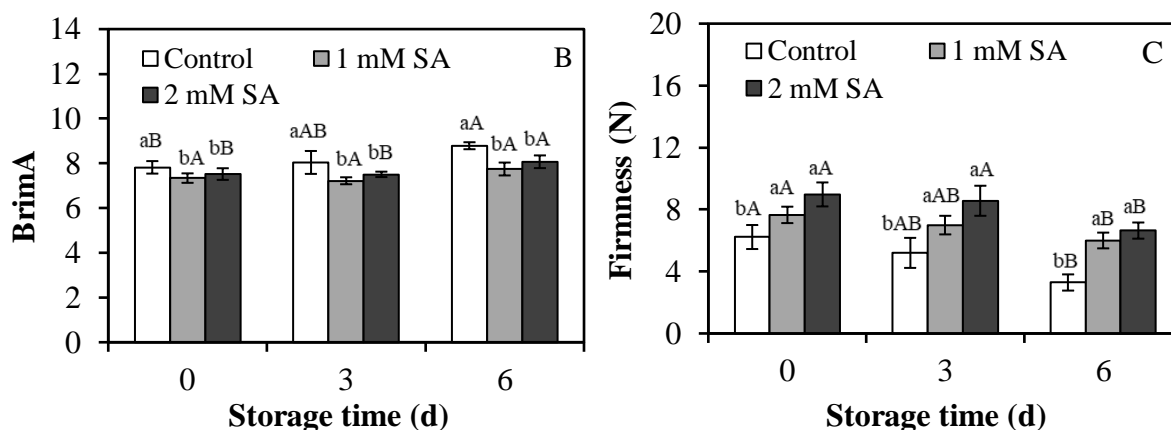 14
12
10
8
6
4
2
0
BrimA
Control
1 mM SA
2 mM SA
B
aB
bA
bB
aAB
bA
bB
aA
bA
bA
0
3
6
Storage time (d)
20
16
12
8
4
0
Firmness (N)
Control
1 mM SA
2 mM SA
C
bA
aA
aA
bAB
aAB
aA
bB
aB
aB
0
3
6
Storage time (d)